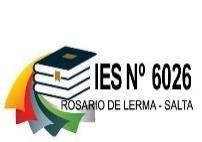 IES Nº 6026
ROSARIO DE LERMA - SALTA